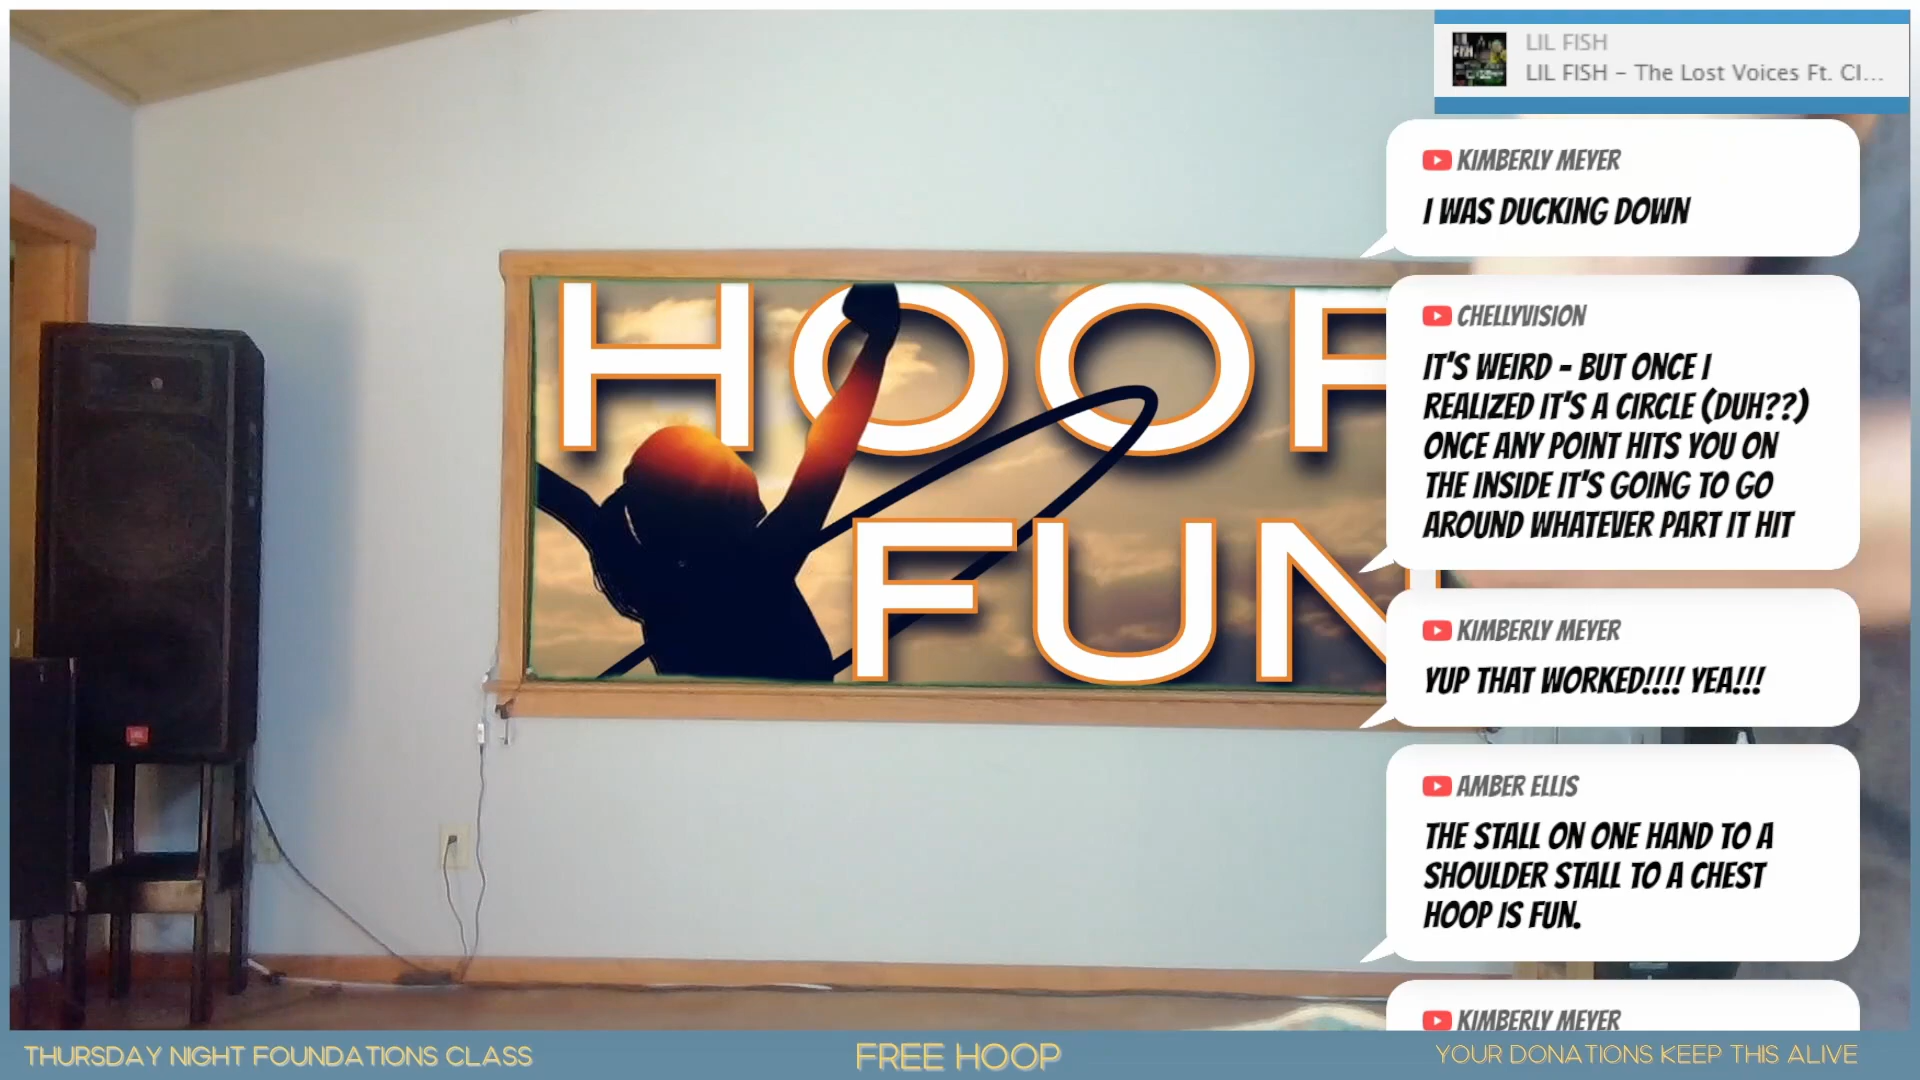 LIL FISH
LIL FISH - The Lost Voices Ft. Cl...
KIMBERLY MEYER
I WAS DUCKING DOWN
CHELLYVISION
IT'S WEIRD - BUT ONCE I
REALIZED IT'S A CIRCLE (DUH??)
ONCE ANY POINT HITS YOU ON
THE INSIDE IT'S GOING TO GO
AROUND WHATEVER PART IT HIT
KIMBERLY MEYER
YUP THAT WORKED!!!! YEA!!!
AMBER ELLIS
THE STALL ON ONE HAND TO A
SHOULDER STALL TO A CHEST
HOOP IS FUN.
KIMBERLY MEYER
HOOP
FUN
THURSDAY NIGHT FOUNDATIONS CLASS
FREE HOOP
YOUR DONATIONS KEEP THIS ALIVE